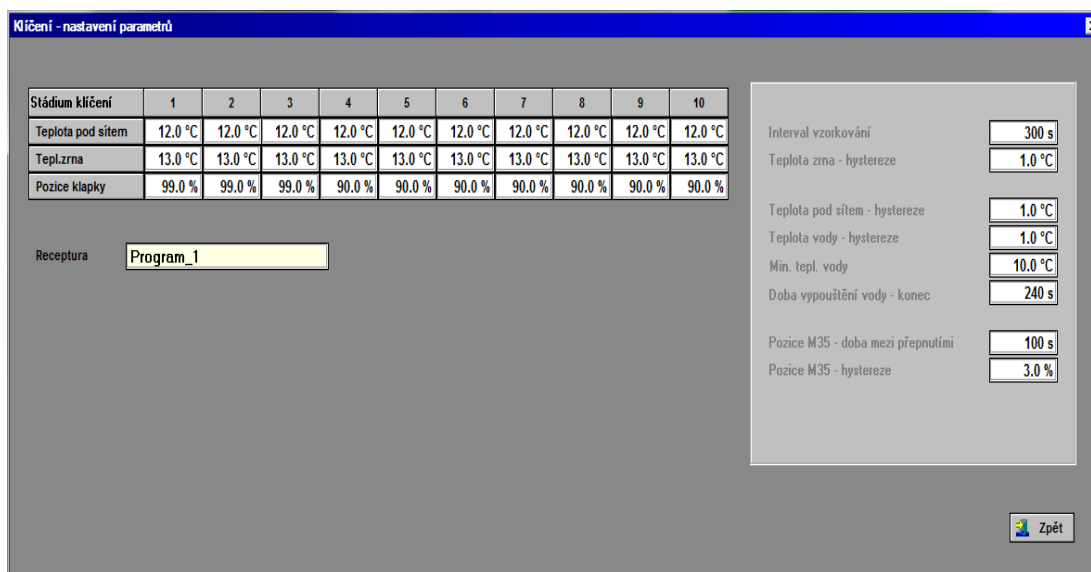 Klíčení - nastavení parametrů
Stádium klíčení 1 2 3 4 5 6 7 8 9 10
Teplota pod sítem 12.0 °C 12.0 °C 12.0 °C 12.0 °C 12.0 °C 12.0 °C 12.0 °C 12.0 °C 12.0 °C 12.0 °C
Tepl.zrna 13.0 °C 13.0 °C 13.0 °C 13.0 °C 13.0 °C 13.0 °C 13.0 °C 13.0 °C 13.0 °C 13.0 °C
Pozice klapky 99.0 % 99.0 % 99.0 % 90.0 % 90.0 % 90.0 % 90.0 % 90.0 % 90.0 % 90.0 %
Receptura Program_1
Interval vzorkování 300 s
Teplota zrna - hystereze 1.0 °C
Teplota pod sítem - hystereze 1.0 °C
Teplota vody - hystereze 1.0 °C
Min. tepl. vody 10.0 °C
Doba vypouštění vody - konec 240 s
Pozice M35 - doba mezi přepnutími 100 s
Pozice M35 - hystereze 3.0 %
Zpět